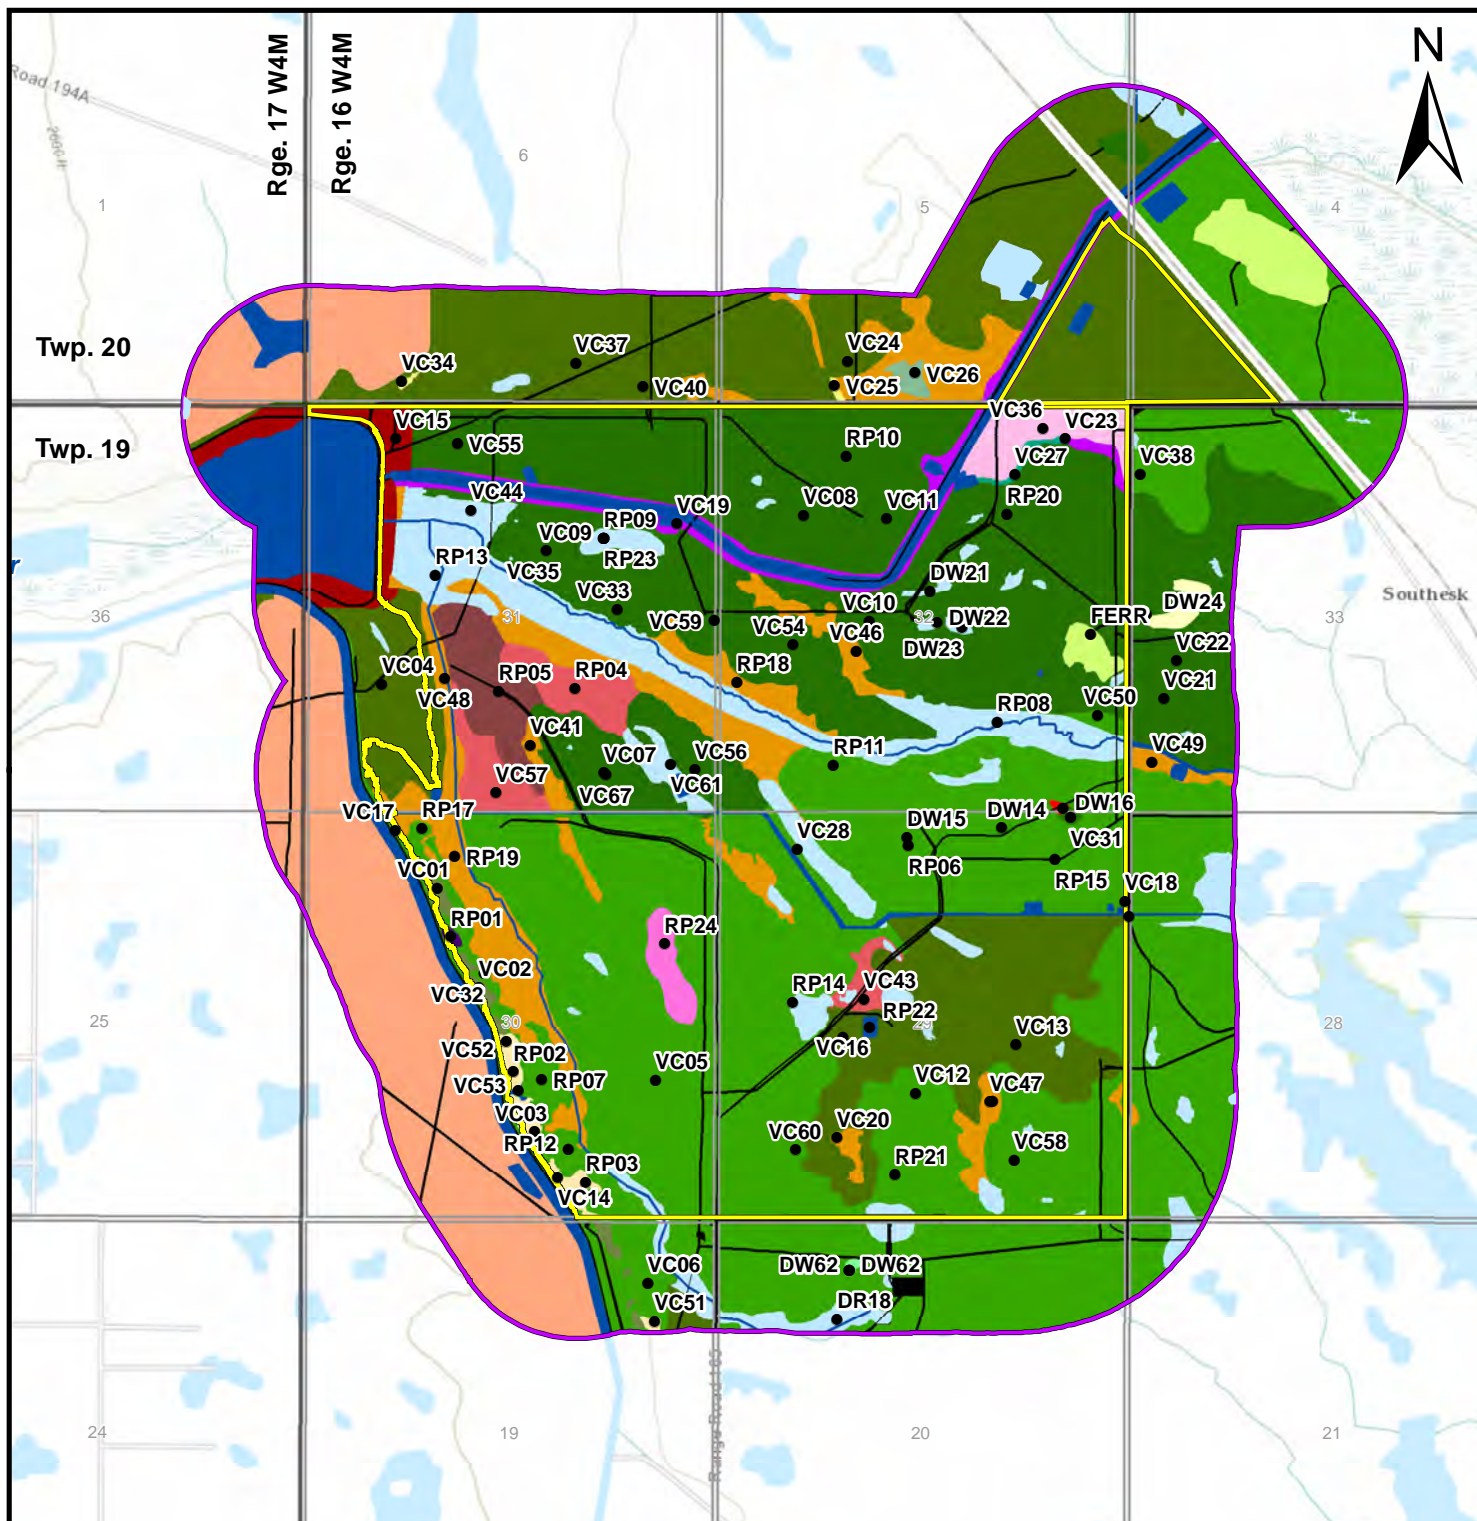 N
Rge. 17 W4M
Rge. 16 W4M
Road 194A
2600 ft
6
1
5
4
Twp. 20
VC34
VC37
VC40
VC24
VC25
VC26
Twp. 19
VC15
VC55
VC36
VC23
RP10
VC27
VC38
VC44
VC19
VC08
VC11
RP20
VC09
RP09
RP23
VC35
RP13
VC33
DW21
VC10
DW22
DW23
FERR
DW24
Southesk
r
36
31
32
33
VC59
VC54
VC46
VC22
VC04
VC48
RP05
RP04
RP18
VC21
RP08
VC50
VC41
VC07
VC56
RP11
VC49
VC57
VC67
VC61
VC17
RP17
VC28
DW15
DW14
DW16
VC31
RP19
RP06
RP15
VC01
VC18
RP01
RP24
VC02
VC32
RP14
VC43
RP22
25
30
29
28
VC52
RP02
VC16
VC13
VC53
RP07
VC05
VC12
VC47
VC03
VC20
RP12
VC60
VC58
RP03
RP21
VC14
VC06
DW62
DW62
VC51
DR18
Range Road 165
24
19
20
21